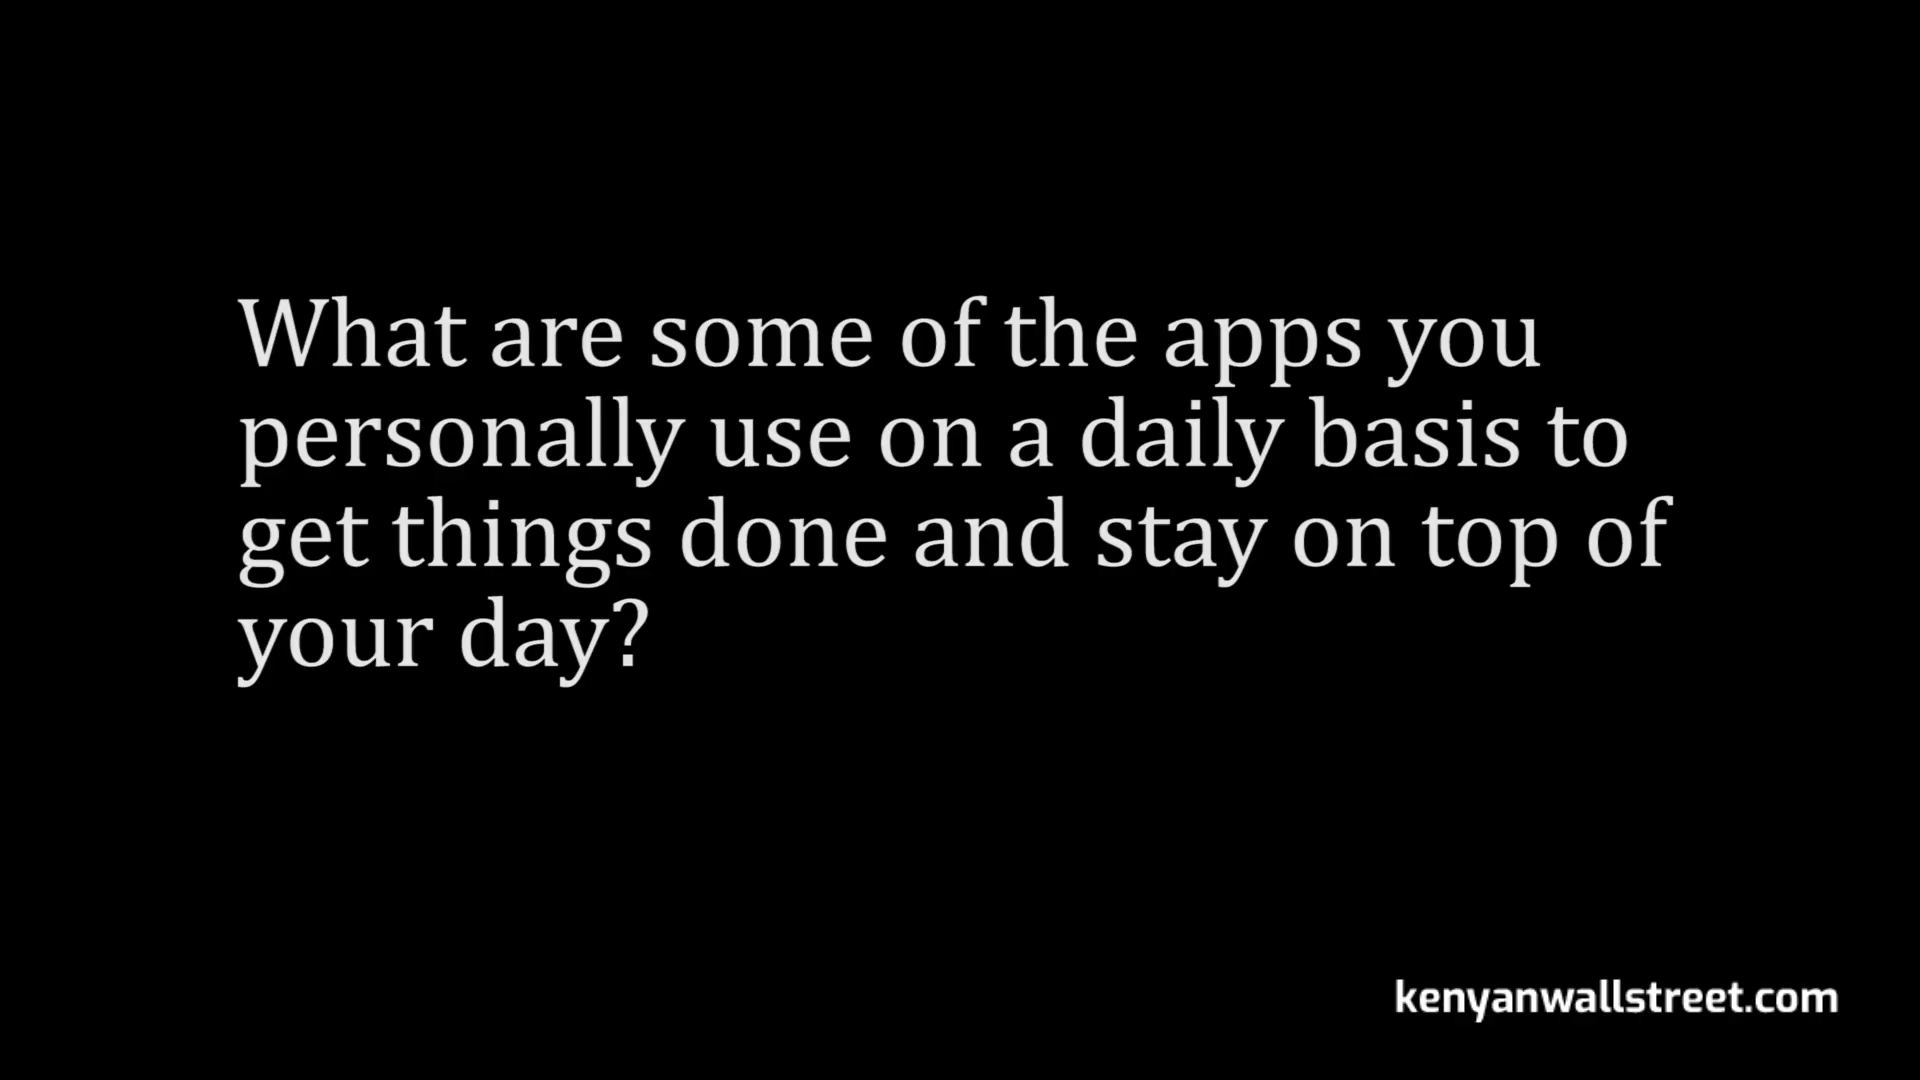 What are some of the apps you
personally use on a daily basis to
get things done and stay on top of
your day?
kenyanwallstreet.com